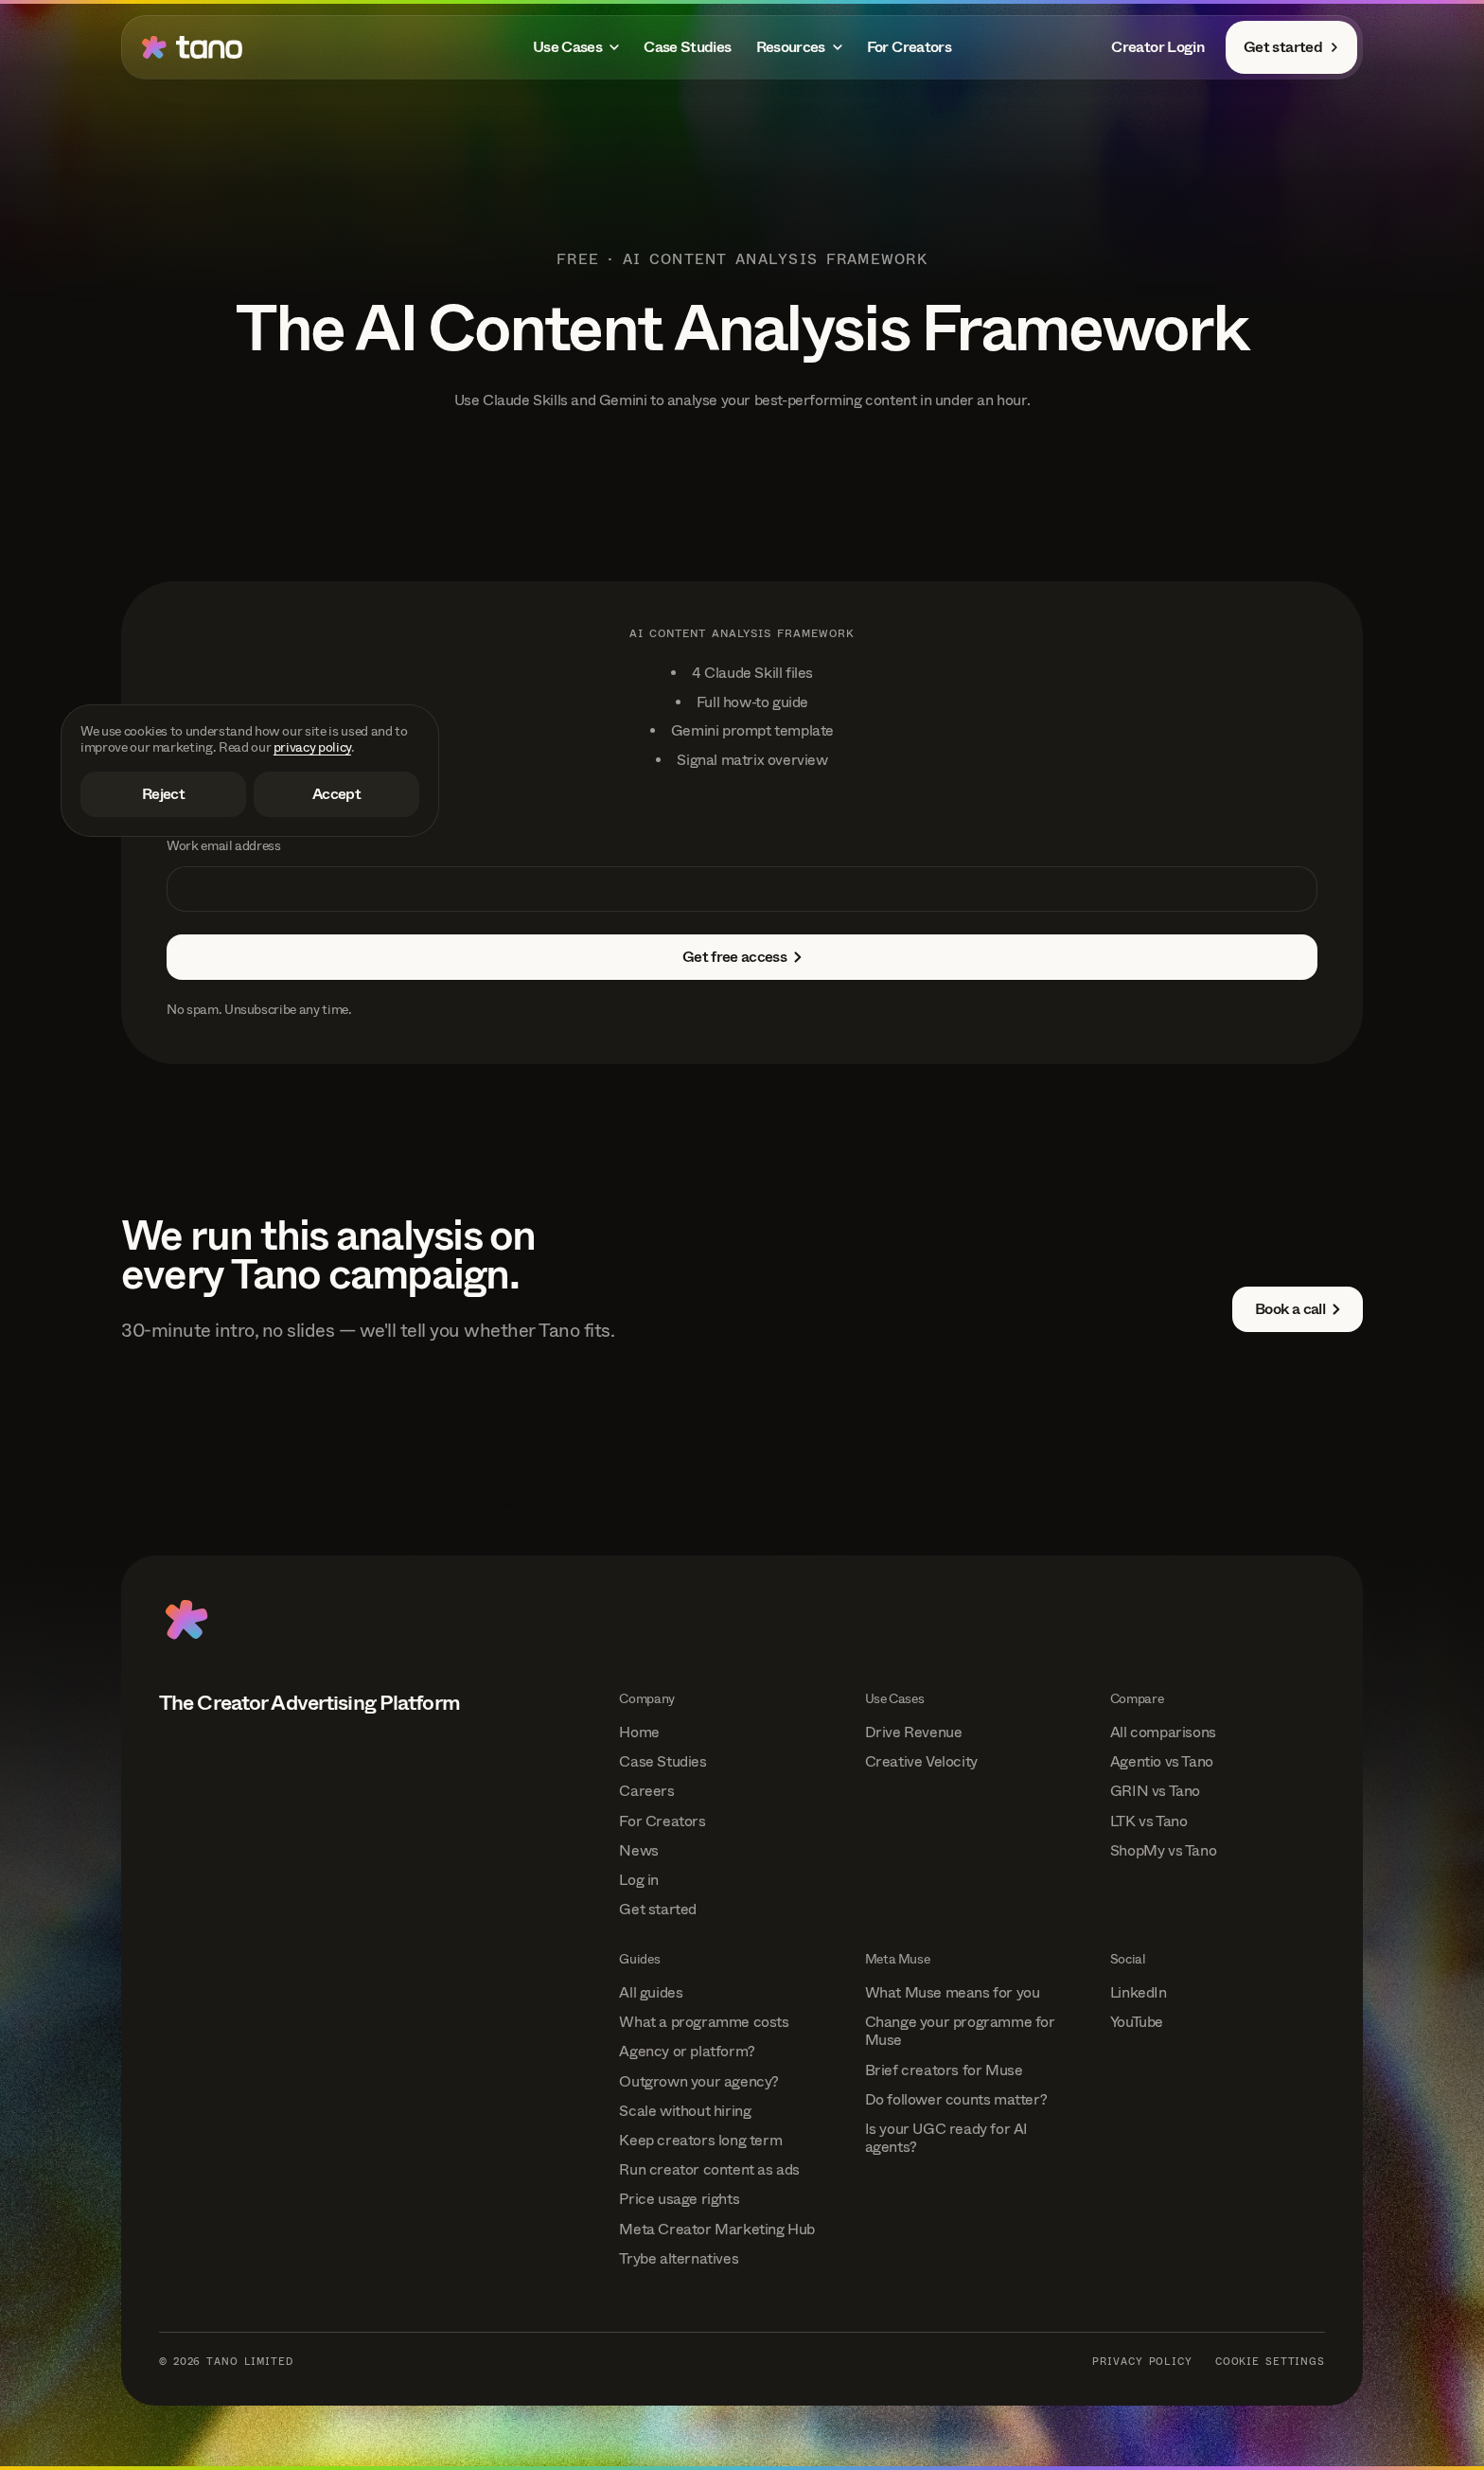 tano
Use Cases
Case Studies
Resources
For Creators
Creator Login
Get started
FREE · AI CONTENT ANALYSIS FRAMEWORK
The AI Content Analysis Framework
Use Claude Skills and Gemini to analyse your best-performing content in under an hour.
AI CONTENT ANALYSIS FRAMEWORK
• 4 Claude Skill files
• Full how-to guide
• Gemini prompt template
• Signal matrix overview
We use cookies to understand how our site is used and to
improve our marketing. Read our privacy policy.
Reject
Accept
Work email address
Get free access
No spam. Unsubscribe any time.
We run this analysis on
every Tano campaign.
30-minute intro, no slides — we'll tell you whether Tano fits.
Book a call
The Creator Advertising Platform
Company
Home
Case Studies
Careers
For Creators
News
Log in
Get started
Use Cases
Drive Revenue
Creative Velocity
Compare
All comparisons
Agentio vs Tano
GRIN vs Tano
LTK vs Tano
ShopMy vs Tano
Guides
All guides
What a programme costs
Agency or platform?
Outgrown your agency?
Scale without hiring
Keep creators long term
Run creator content as ads
Price usage rights
Meta Creator Marketing Hub
Trybe alternatives
Meta Muse
What Muse means for you
Change your programme for
Muse
Brief creators for Muse
Do follower counts matter?
Is your UGC ready for AI
agents?
Social
LinkedIn
YouTube
© 2026 TANO LIMITED
PRIVACY POLICY
COOKIE SETTINGS